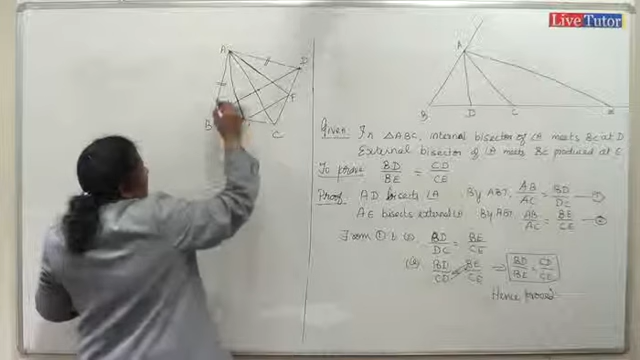 Live Tutor
A
D
F
B
C
A
B
D
C
E
Given: In △ABC, internal bisector of ∠A meets BC at D
External bisector of ∠A meets BC produced at E.
To prove: BD/BE = CD/CE
Proof: AD bisects ∠A By ABT, AB/AC = BD/DC — ①
AE bisects external ∠A By ABT AB/AC = BE/CE — ②
From ① & ②, BD/DC = BE/CE
BD/CD = BE/CE ⇒ BD/BE = CD/CE
Hence proved